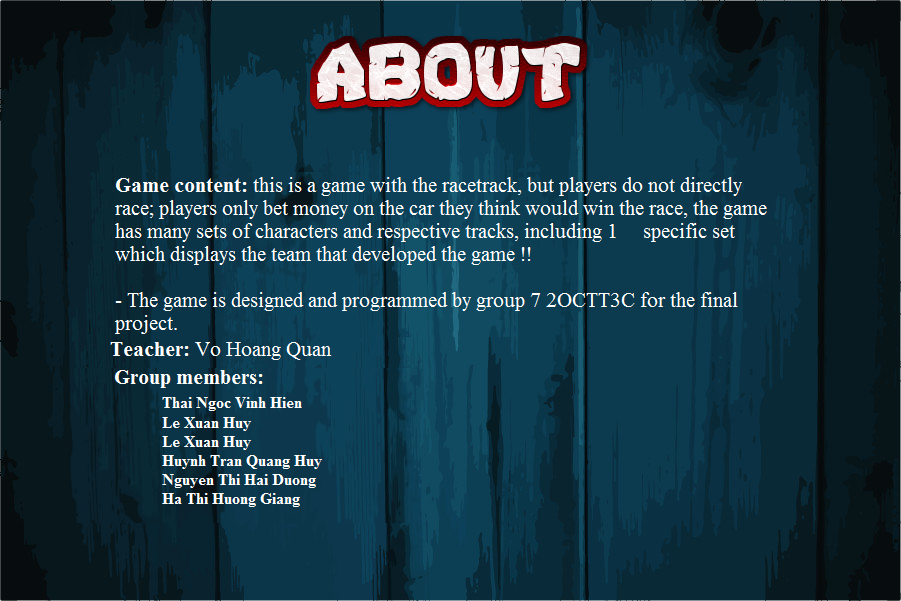 ABOUT
Game content: this is a game with the racetrack, but players do not directly
race; players only bet money on the car they think would win the race, the game
has many sets of characters and respective tracks, including 1 specific set
which displays the team that developed the game !!
- The game is designed and programmed by group 7 2OCTT3C for the final
project.
Teacher: Vo Hoang Quan
Group members:
Thai Ngoc Vinh Hien
Le Xuan Huy
Le Xuan Huy
Huynh Tran Quang Huy
Nguyen Thi Hai Duong
Ha Thi Huong Giang